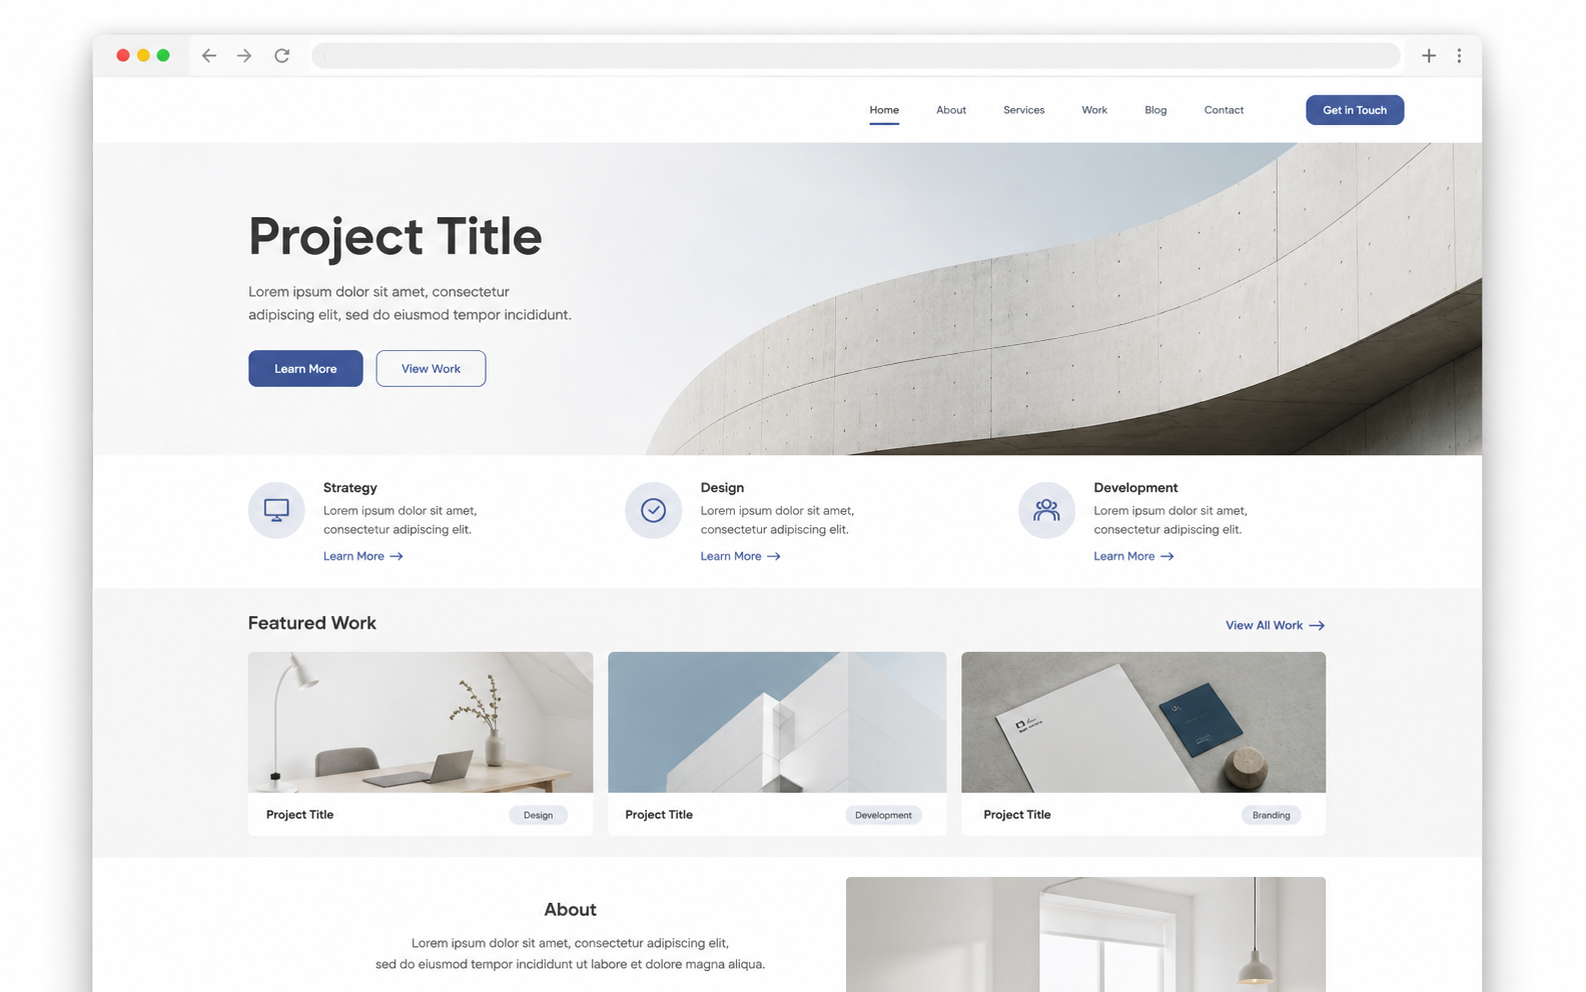 Home About Services Work Blog Contact Get in Touch
Project Title
Lorem ipsum dolor sit amet, consectetur
adipiscing elit, sed do eiusmod tempor incididunt.
Learn More View Work
Strategy
Lorem ipsum dolor sit amet,
consectetur adipiscing elit.
Learn More →
Design
Lorem ipsum dolor sit amet,
consectetur adipiscing elit.
Learn More →
Development
Lorem ipsum dolor sit amet,
consectetur adipiscing elit.
Learn More →
Featured Work
View All Work →
Project Title Design
Project Title Development
Project Title Branding
About
Lorem ipsum dolor sit amet, consectetur adipiscing elit,
sed do eiusmod tempor incididunt ut labore et dolore magna aliqua.